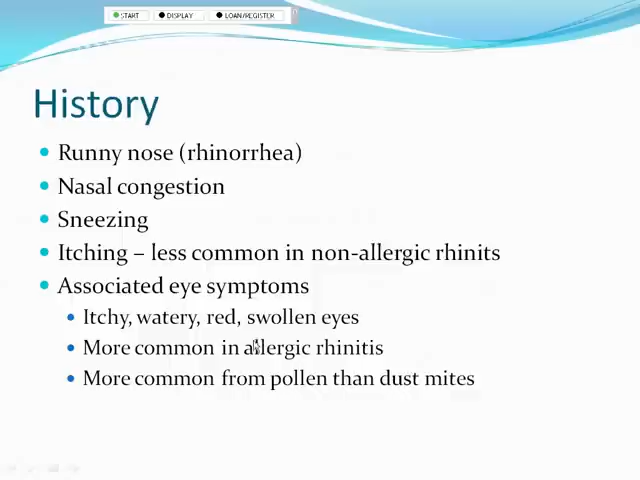 START DISPLAY LOAN/REGISTER
History
Runny nose (rhinorrhea)
Nasal congestion
Sneezing
Itching – less common in non-allergic rhinits
Associated eye symptoms
Itchy, watery, red, swollen eyes
More common in allergic rhinitis
More common from pollen than dust mites